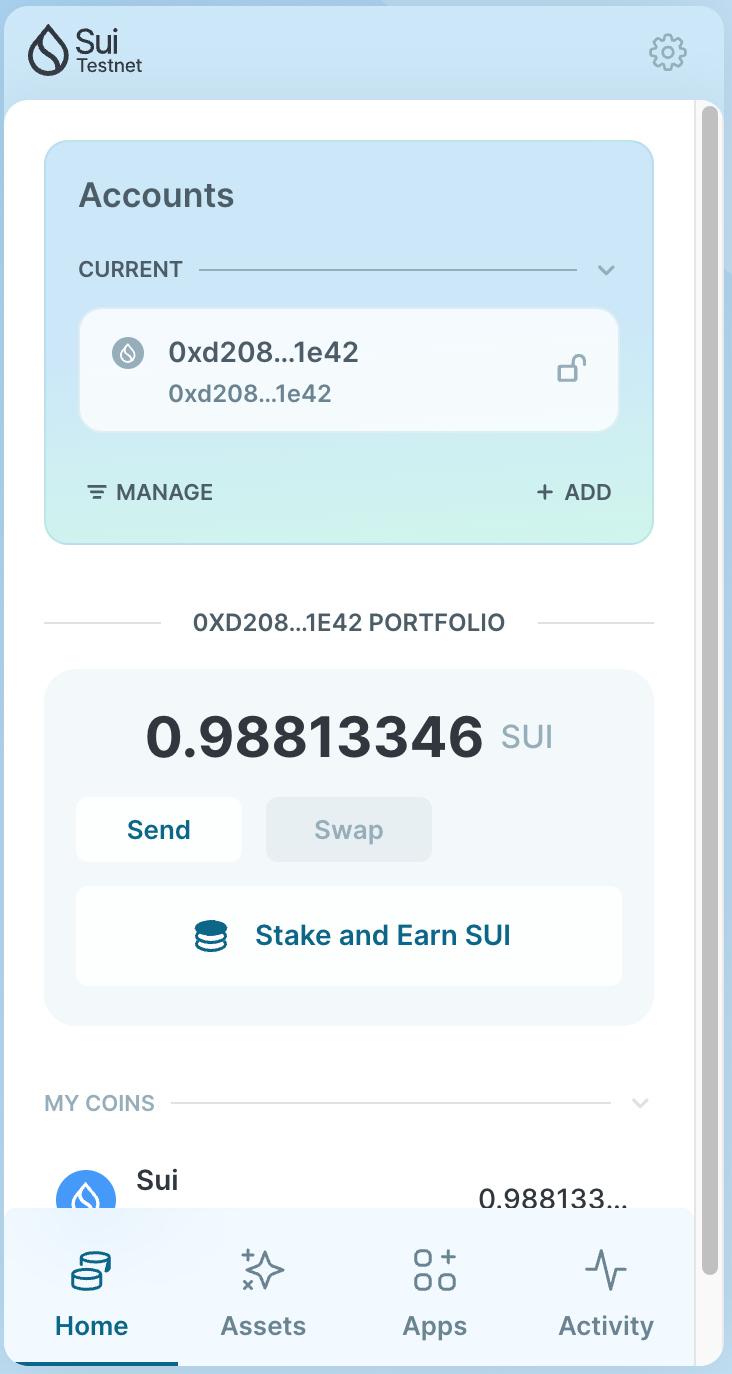 Sui
Testnet
Accounts
CURRENT
0xd208...1e42
0xd208...1e42
MANAGE
+ ADD
0XD208...1E42 PORTFOLIO
0.98813346 SUI
Send
Swap
Stake and Earn SUI
MY COINS
Sui
0.988133...
Home
Assets
Apps
Activity